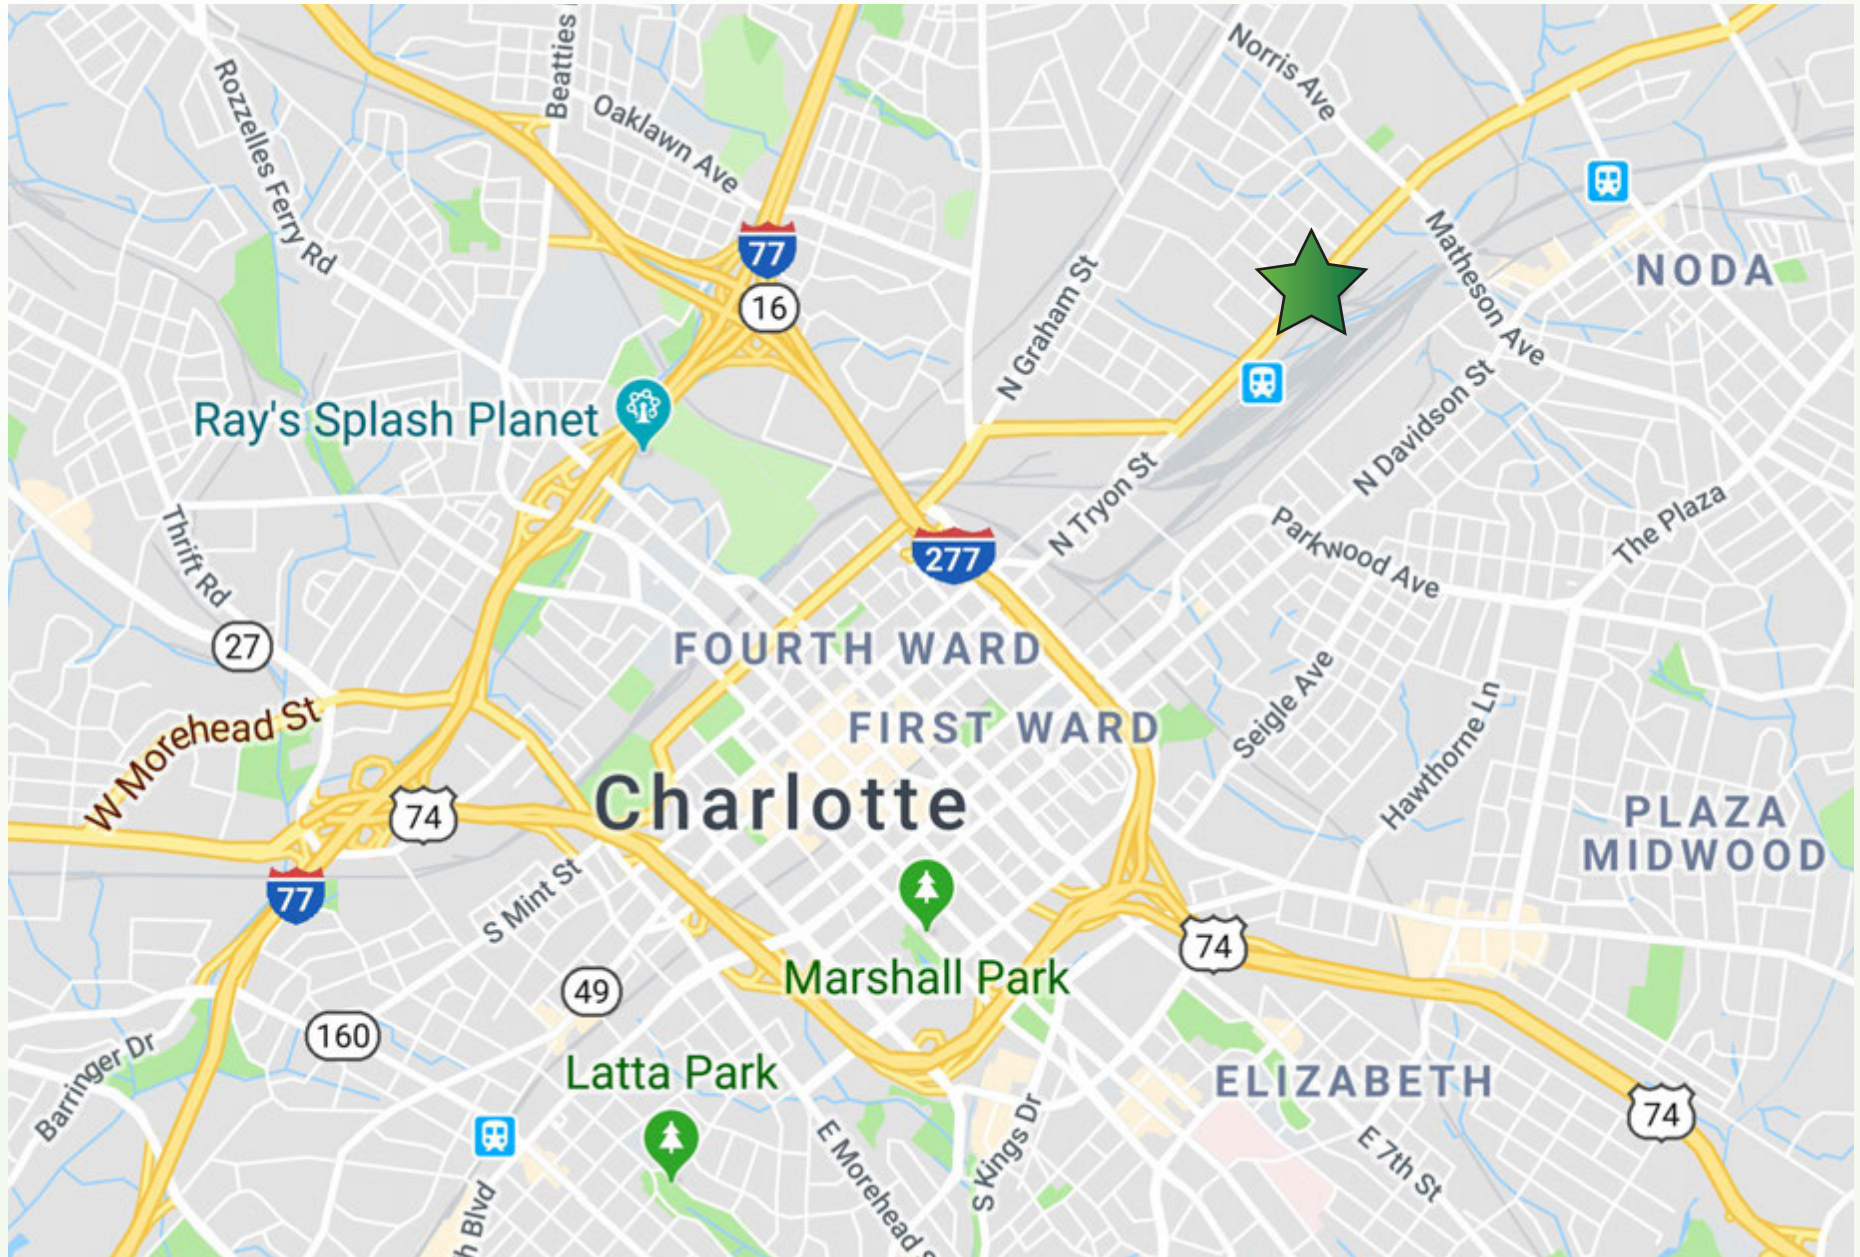 Norris Ave
Beatties
Rozzelles Ferry Rd
Oaklawn Ave
77
16
NODA
Matheson Ave
N Graham St
Ray's Splash Planet
N Davidson St
N Tryon St
The Plaza
Thrift Rd
Parkwood Ave
277
27
FOURTH WARD
Seigle Ave
W Morehead St
FIRST WARD
Hawthorne Ln
Charlotte
74
PLAZA
MIDWOOD
77
S Mint St
74
Marshall Park
49
160
Barringer Dr
Latta Park
ELIZABETH
74
S Kings Dr
E Morehead S
E 7th St
h Blvd